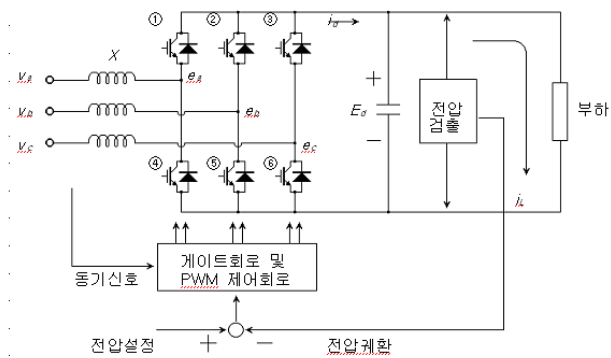 ① ② ③
i_d
X
v_a
e_a
v_b
e_b
v_c
e_c
+
E_d
−
전압
검출
부하
④ ⑤ ⑥
i_L
게이트회로 및
PWM 제어회로
동기신호
전압설정
+
−
전압궤환